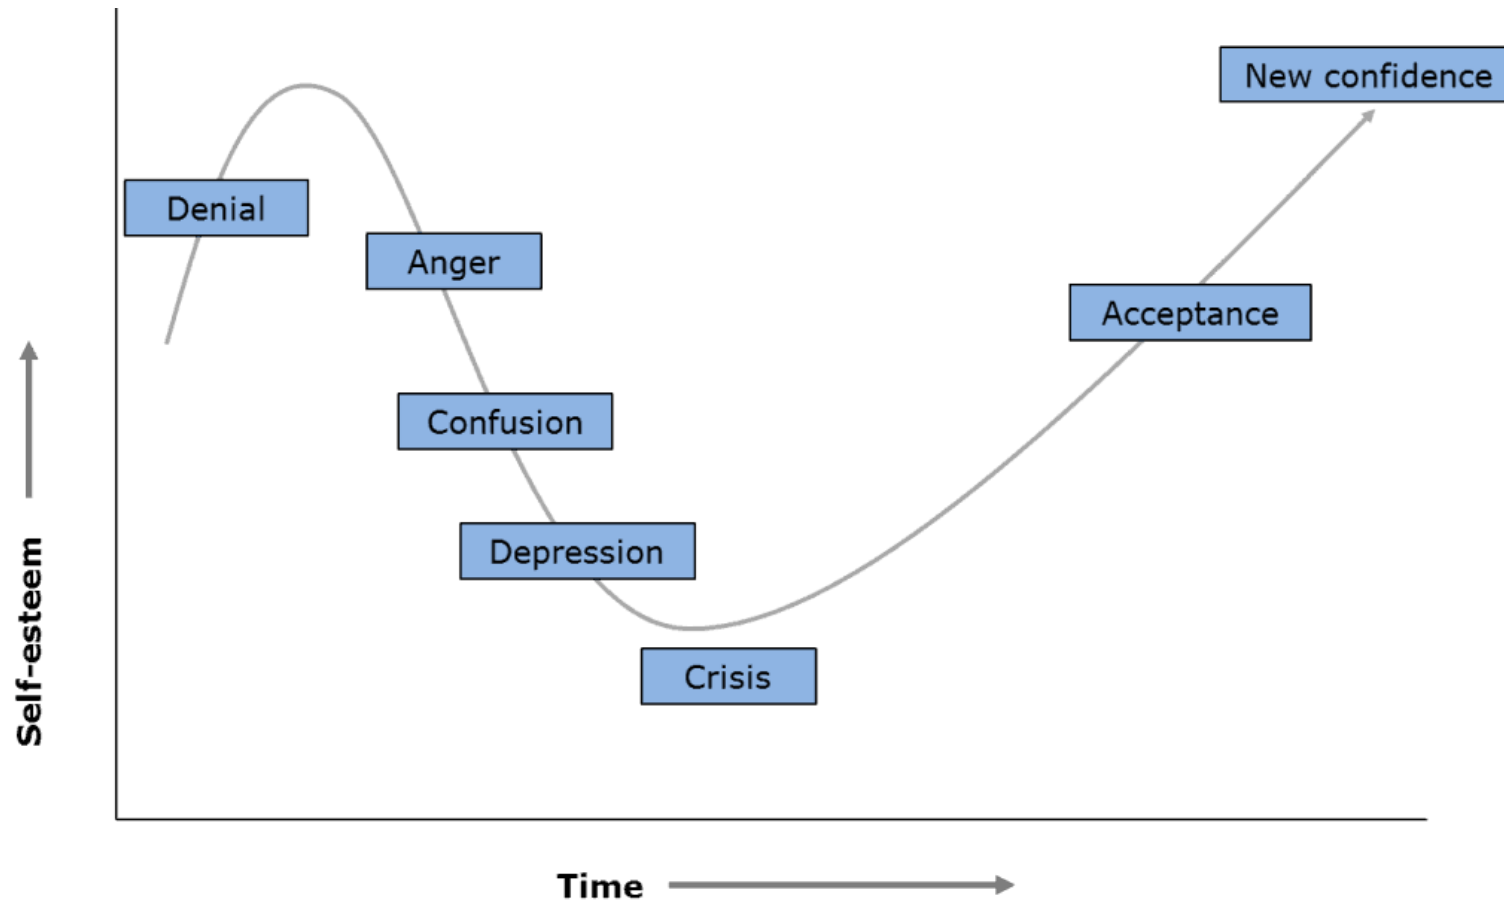 New confidence
Denial
Anger
Acceptance
Confusion
Depression
Crisis
Self-esteem
Time